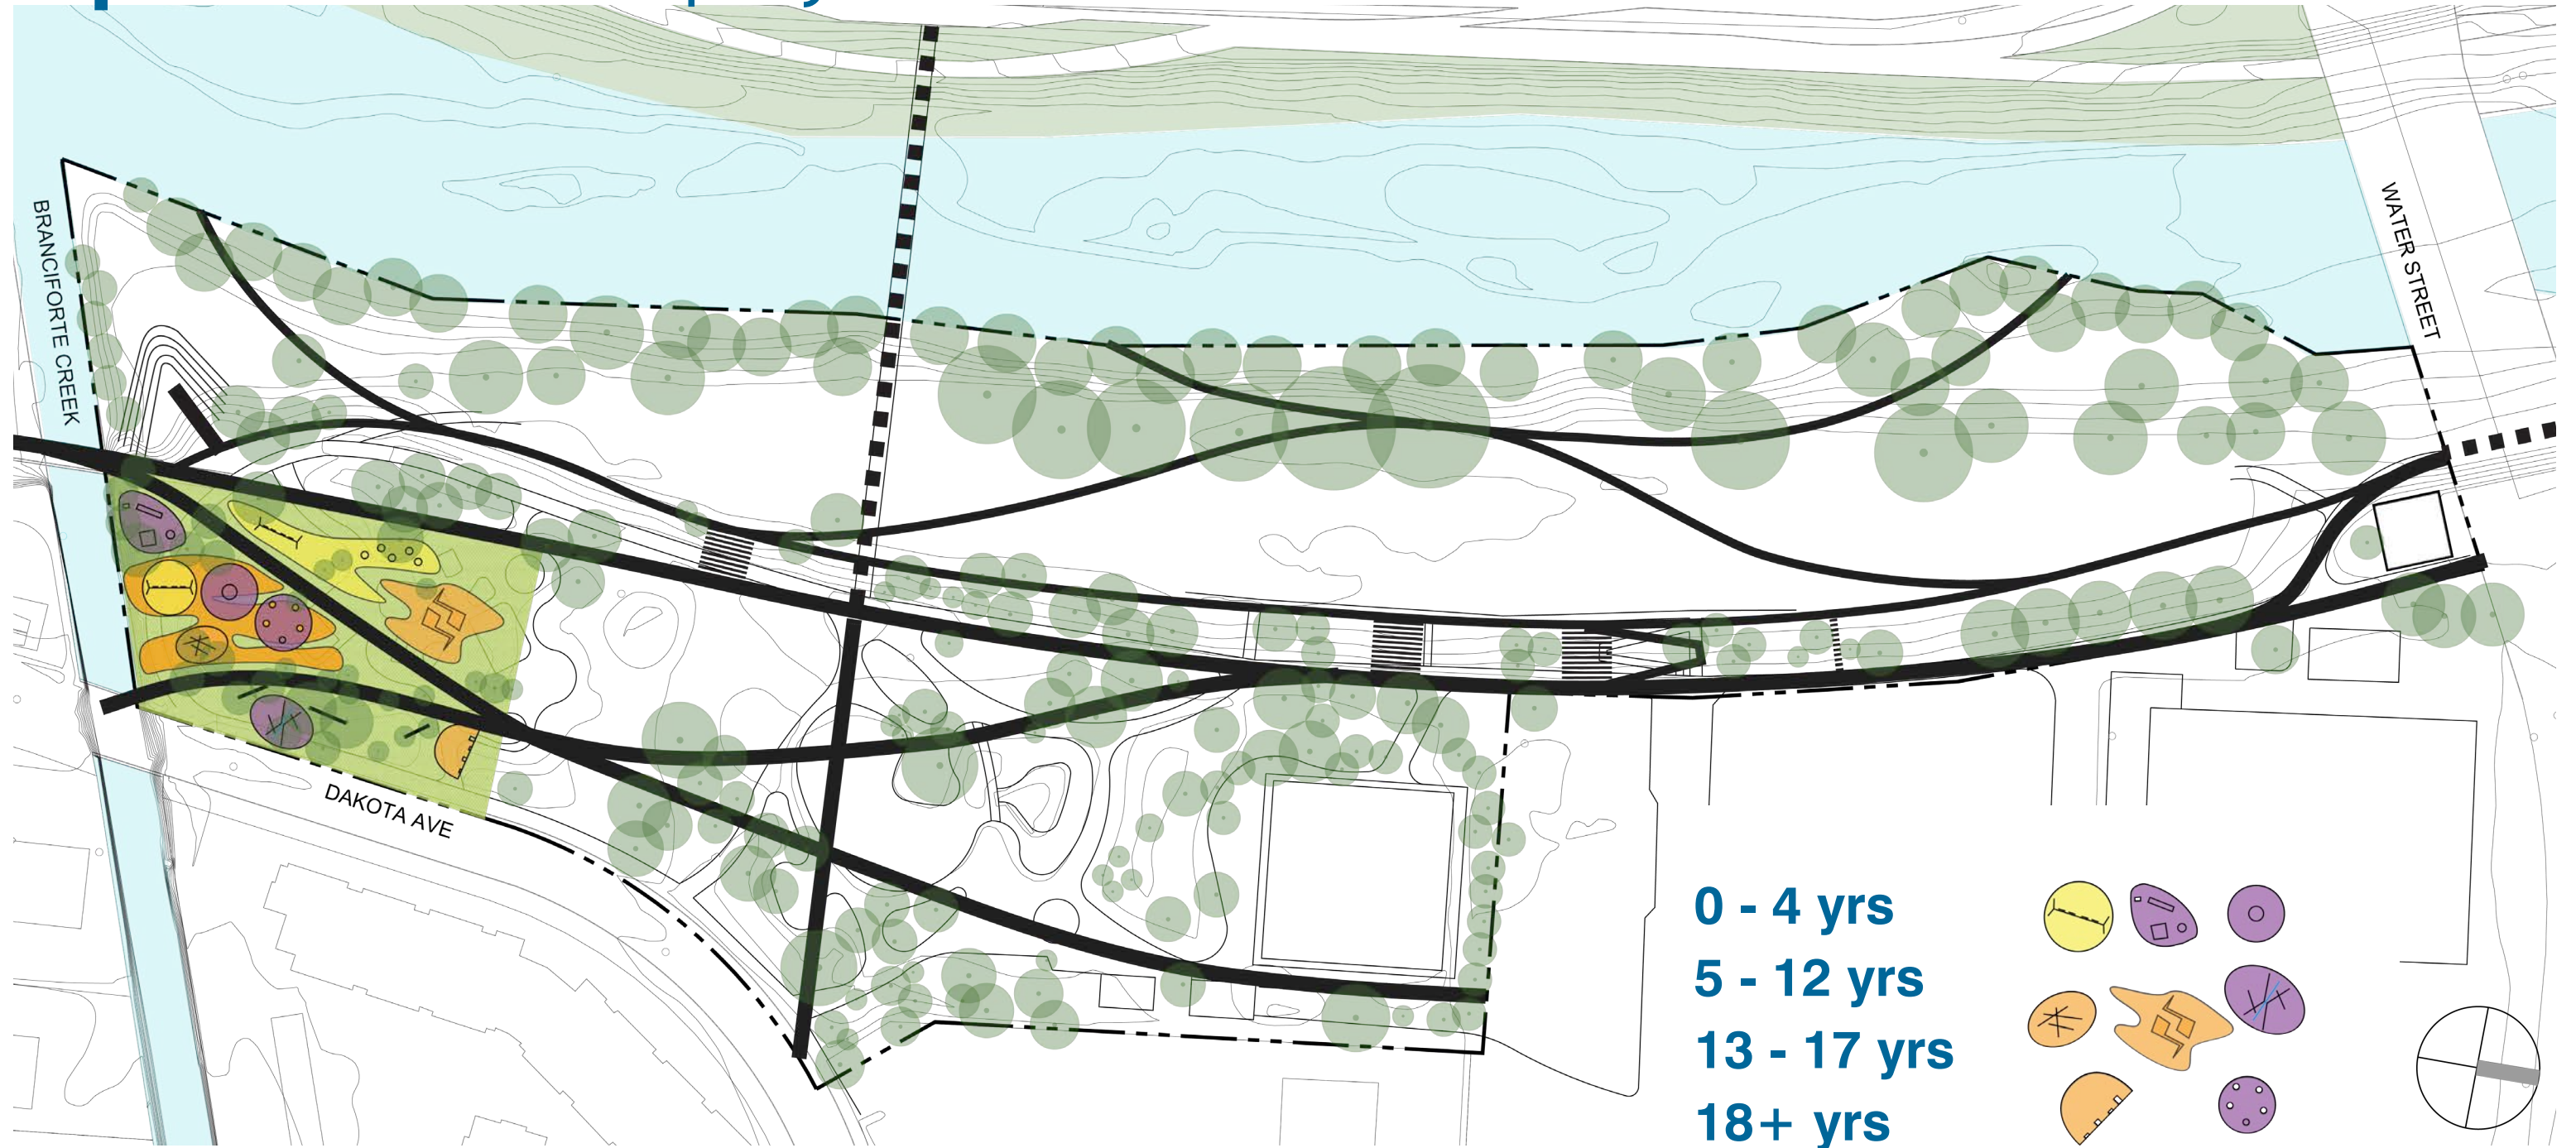 BRANCIFORTE CREEK
WATER STREET
DAKOTA AVE
0 - 4 yrs
5 - 12 yrs
13 - 17 yrs
18+ yrs